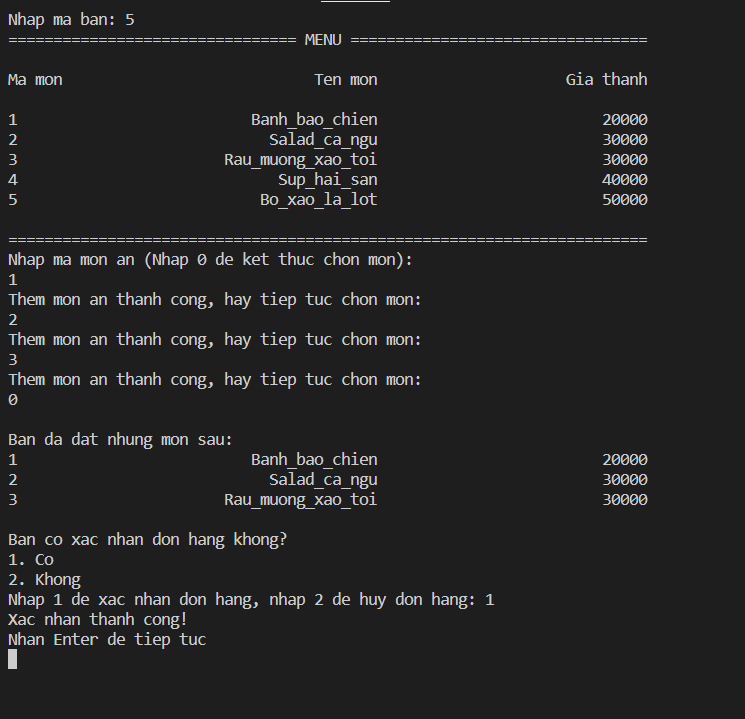 Nhap ma ban: 5
================================ MENU =================================
Ma mon Ten mon Gia thanh
1 Banh_bao_chien 20000
2 Salad_ca_ngu 30000
3 Rau_muong_xao_toi 30000
4 Sup_hai_san 40000
5 Bo_xao_la_lot 50000
=======================================================================
Nhap ma mon an (Nhap 0 de ket thuc chon mon):
1
Them mon an thanh cong, hay tiep tuc chon mon:
2
Them mon an thanh cong, hay tiep tuc chon mon:
3
Them mon an thanh cong, hay tiep tuc chon mon:
0
Ban da dat nhung mon sau:
1 Banh_bao_chien 20000
2 Salad_ca_ngu 30000
3 Rau_muong_xao_toi 30000
Ban co xac nhan don hang khong?
1. Co
2. Khong
Nhap 1 de xac nhan don hang, nhap 2 de huy don hang: 1
Xac nhan thanh cong!
Nhan Enter de tiep tuc